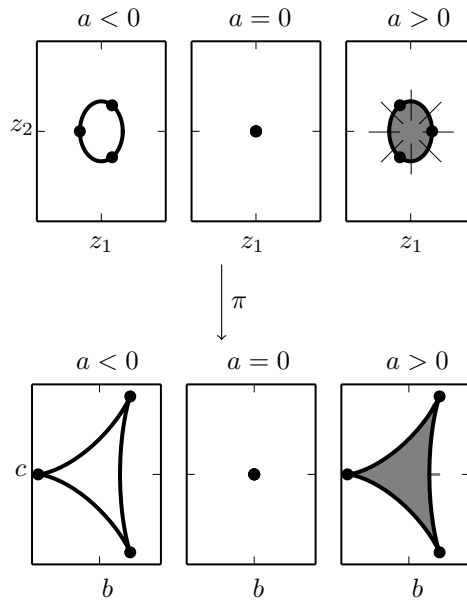 a < 0 a = 0 a > 0
z₂
z₁ z₁ z₁
π
a < 0 a = 0 a > 0
c
b b b